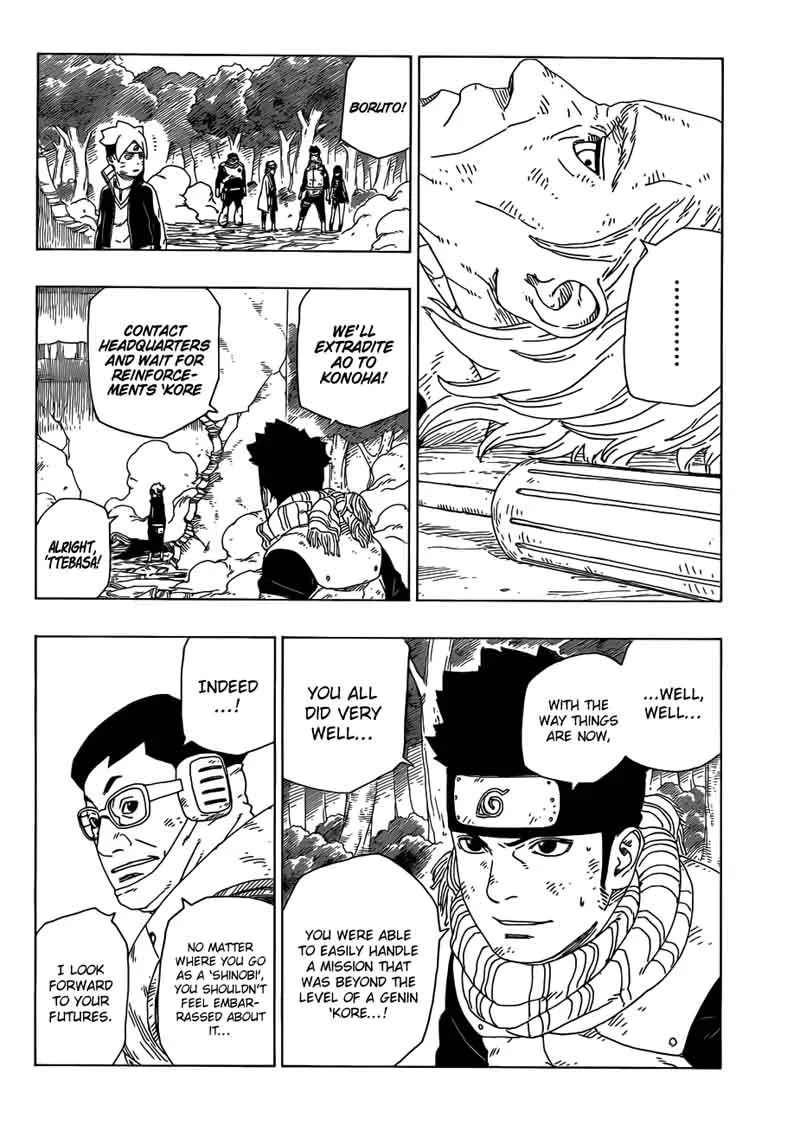 .......
BORUTO!
WE'LL
EXTRADITE
AO TO
KONOHA!
CONTACT
HEADQUARTERS
AND WAIT FOR
REINFORCE-
MENTS 'KORE
ALRIGHT,
'TTEBASA!
...WELL,
WELL...
WITH THE
WAY THINGS
ARE NOW,
YOU ALL
DID VERY
WELL...
YOU WERE ABLE
TO EASILY HANDLE
A MISSION THAT
WAS BEYOND THE
LEVEL OF A GENIN
'KORE...!
INDEED
...!
NO MATTER
WHERE YOU GO
AS A 'SHINOBI',
YOU SHOULDN'T
FEEL EMBAR-
RASSED ABOUT
IT...
I LOOK
FORWARD
TO YOUR
FUTURES.